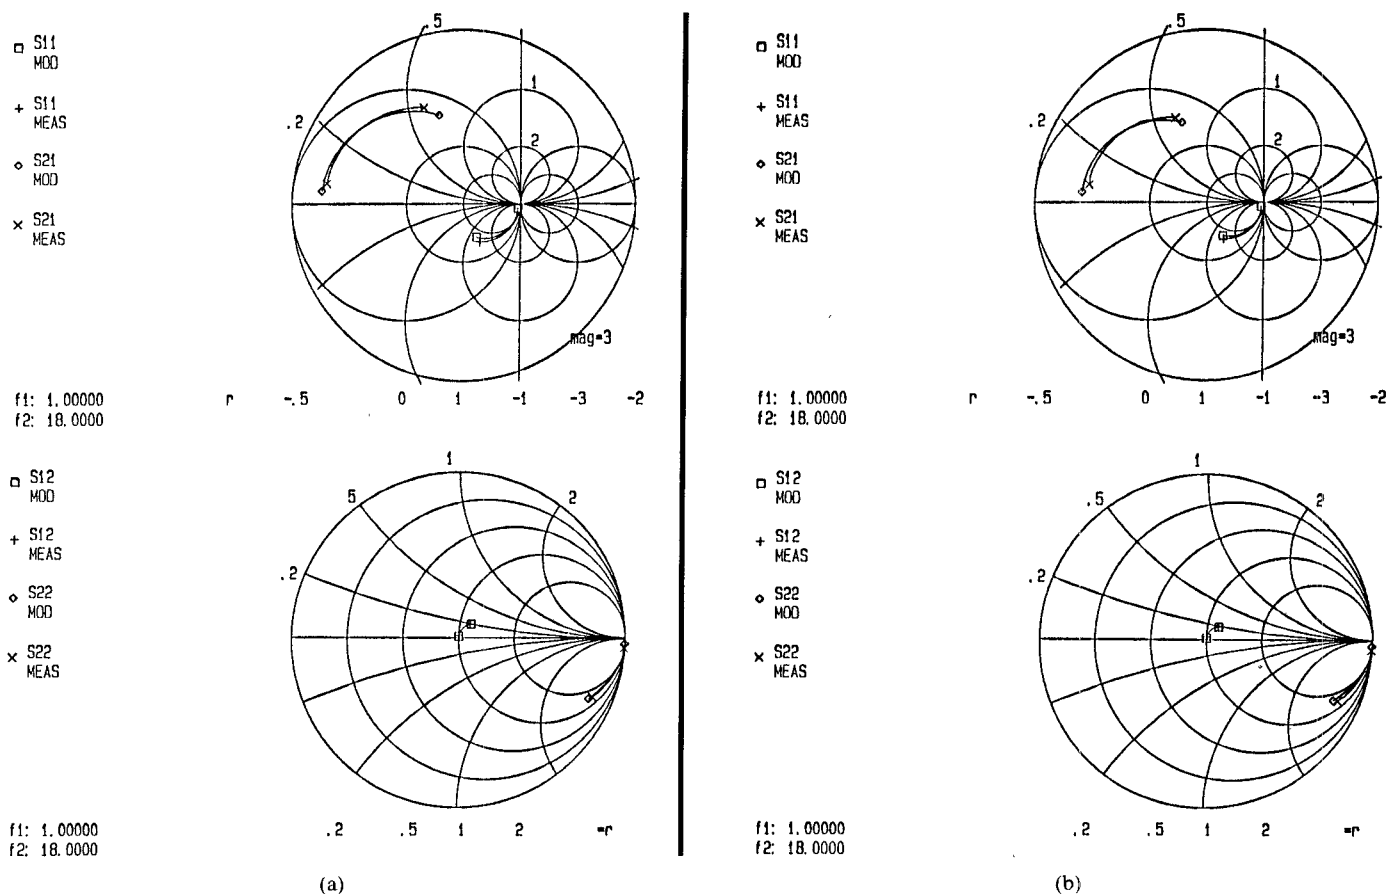 S11
MOD
S11
MEAS
S21
MOD
S21
MEAS
.5
1
.2
2
mag=3
f1: 1.00000
f2: 18.0000
r -.5 0 1 -1 -3 -2
S12
MOD
S12
MEAS
S22
MOD
S22
MEAS
1
5
2
.2
f1: 1.00000
f2: 18.0000
.2 .5 1 2 =r
(a)
S11
MOD
S11
MEAS
S21
MOD
S21
MEAS
.5
1
.2
2
mag=3
f1: 1.00000
f2: 18.0000
r -.5 0 1 -1 -3 -2
S12
MOD
S12
MEAS
S22
MOD
S22
MEAS
1
.5
2
.2
f1: 1.00000
f2: 18.0000
.2 .5 1 2 =r
(b)